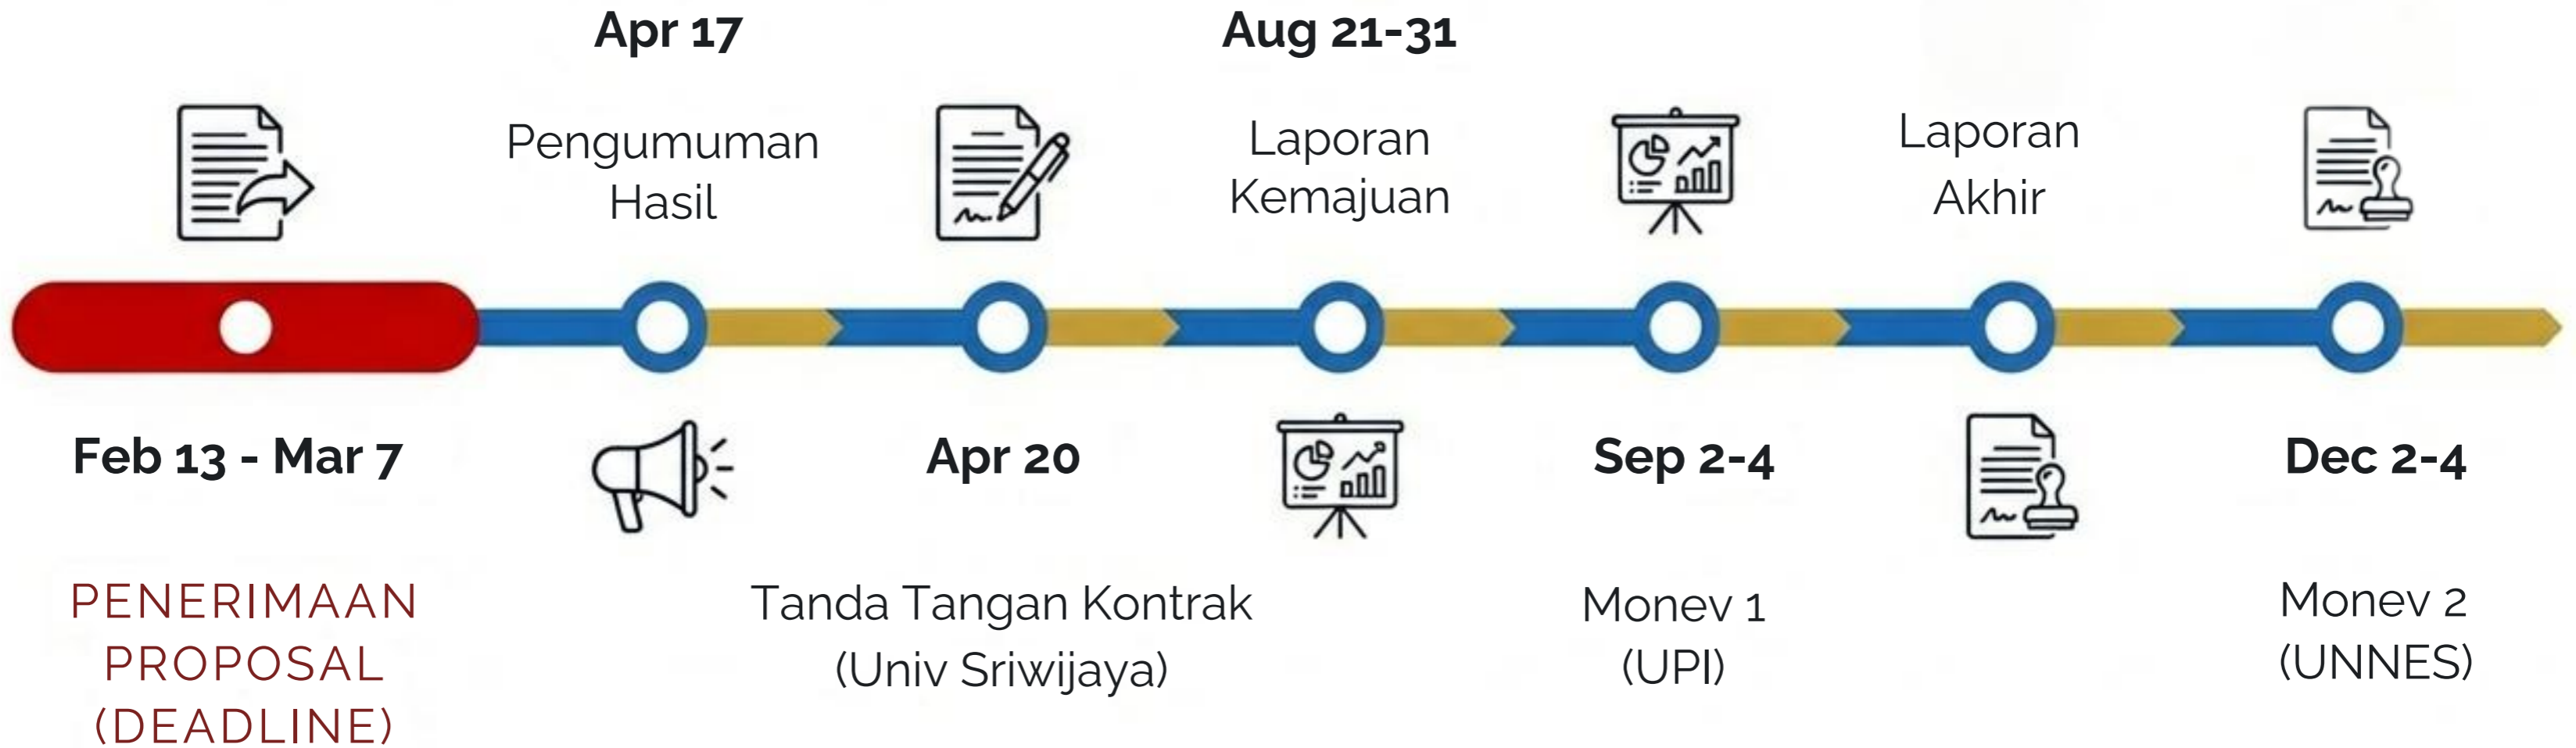 Feb 13 - Mar 7
PENERIMAAN
PROPOSAL
(DEADLINE)
Apr 17
Pengumuman
Hasil
Apr 20
Tanda Tangan Kontrak
(Univ Sriwijaya)
Aug 21-31
Laporan
Kemajuan
Sep 2-4
Monev 1
(UPI)
Laporan
Akhir
Dec 2-4
Monev 2
(UNNES)